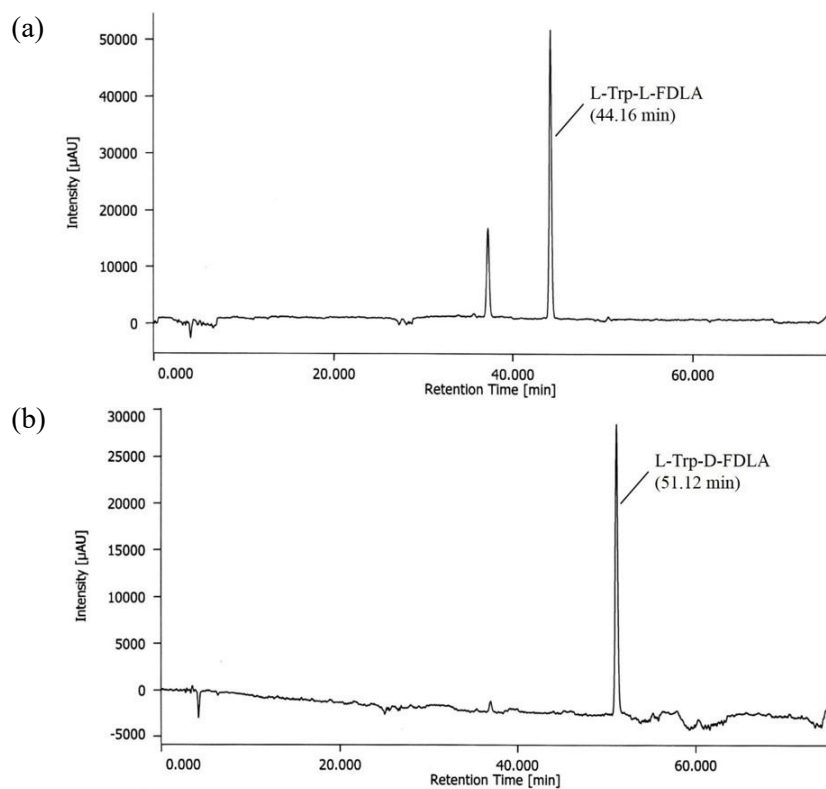 (a)
50000
40000
30000
20000
10000
0
Intensity [µAU]
L-Trp-L-FDLA
(44.16 min)
0.000 20.000 40.000 60.000
Retention Time [min]
(b)
30000
25000
20000
15000
10000
5000
0
-5000
Intensity [µAU]
L-Trp-D-FDLA
(51.12 min)
0.000 20.000 40.000 60.000
Retention Time [min]